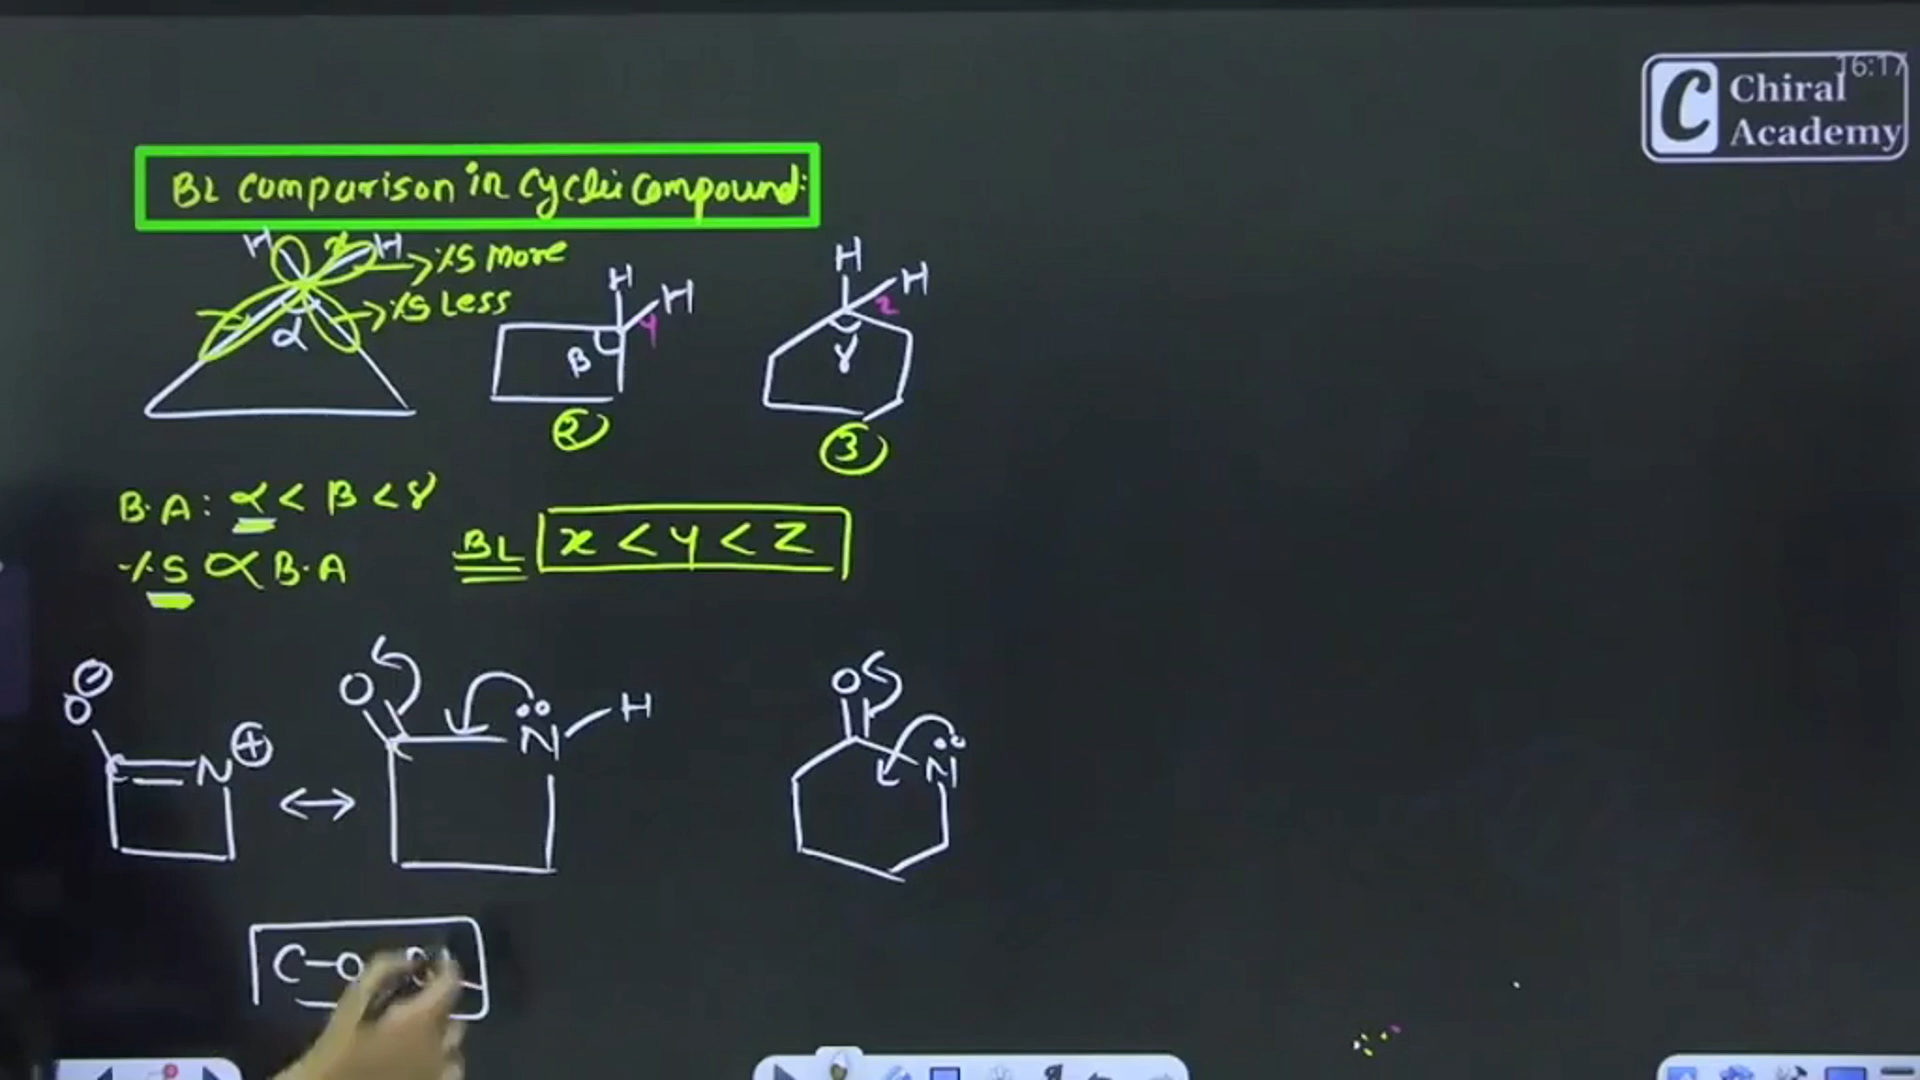 16:17
Chiral
Academy
BL comparison in cyclic compound:
H x H → %S More
→ %S Less
α
H H y
B
②
H H z
γ
③
B.A: α < B < γ
%S ∝ B.A
BL x < y < z
O ⊖
N ⊕
↔
O
N H
O
N
C-O